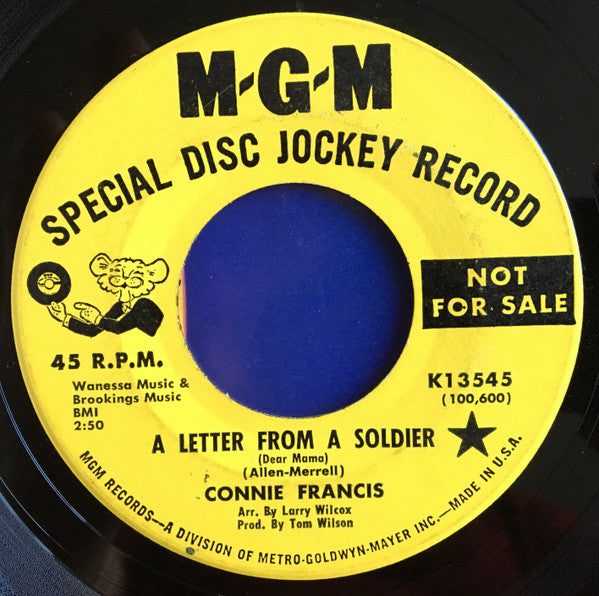 M-G-M
SPECIAL DISC JOCKEY RECORD
NOT
FOR SALE
45 R.P.M.
Wanessa Music &
Brookings Music
BMI
2:50
K13545
(100,600)
A LETTER FROM A SOLDIER
(Dear Mama)
(Allen-Merrell)
CONNIE FRANCIS
Arr. By Larry Wilcox
Prod. By Tom Wilson
MGM RECORDS—A DIVISION OF METRO-GOLDWYN-MAYER INC.—MADE IN U.S.A.